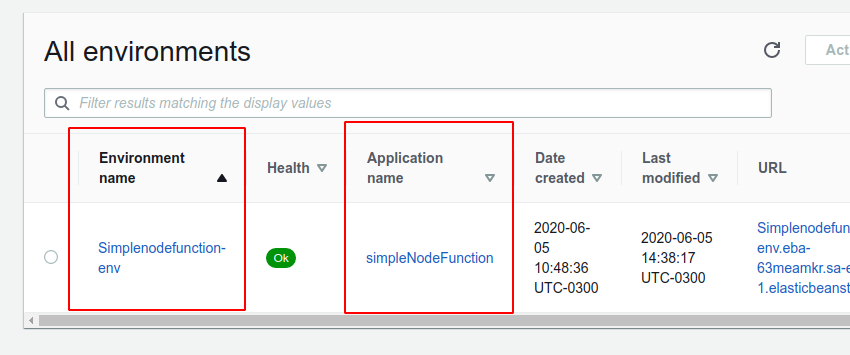 All environments
Act
Filter results matching the display values
Environment
name
Health
Application
name
Date
created
Last
modified
URL
Simplenodefunction-
env
Ok
simpleNodeFunction
2020-06-
05
10:48:36
UTC-0300
2020-06-05
14:38:17
UTC-0300
Simplenodefun
env.eba-
63meamkr.sa-e
1.elasticbeanst